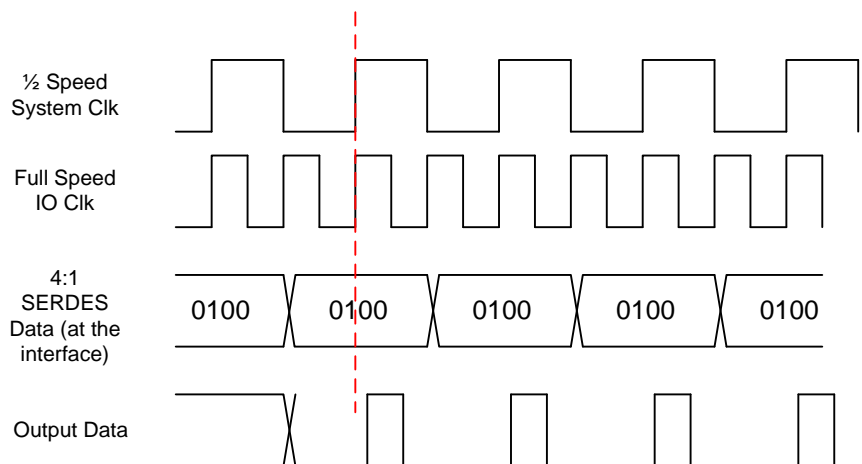 ½ Speed
System Clk
Full Speed
IO Clk
4:1
SERDES
Data (at the
interface)
0100
0100
0100
0100
0100
Output Data